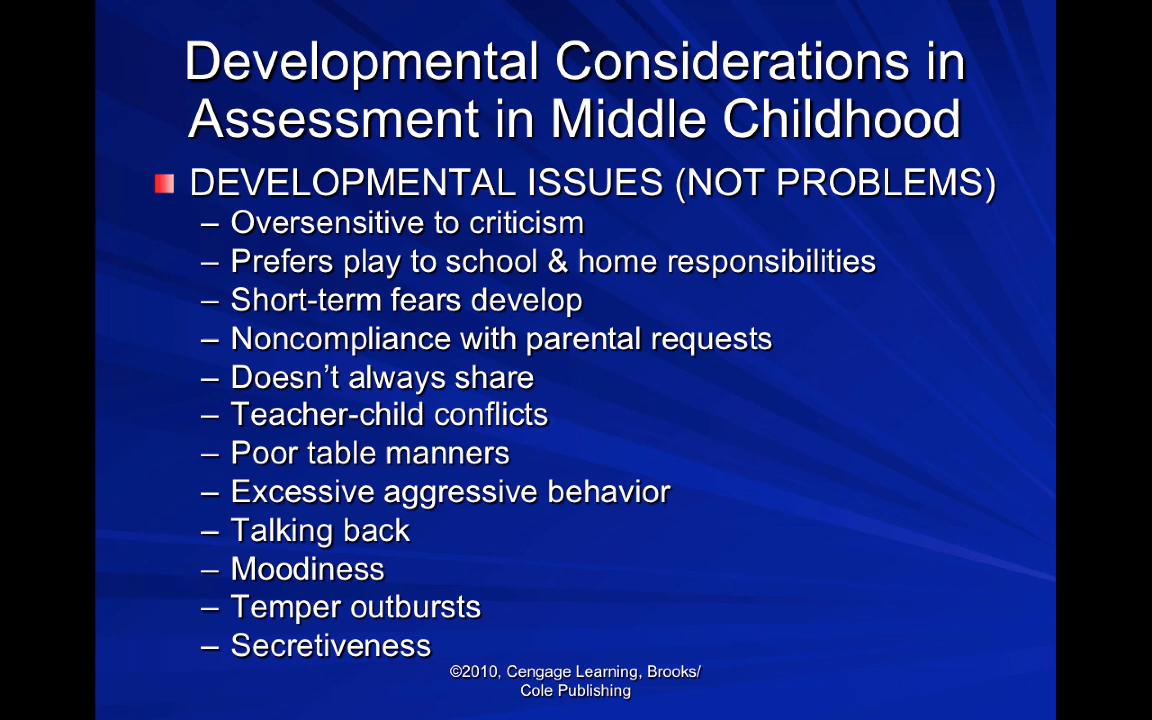 Developmental Considerations in
Assessment in Middle Childhood
DEVELOPMENTAL ISSUES (NOT PROBLEMS)
– Oversensitive to criticism
– Prefers play to school & home responsibilities
– Short-term fears develop
– Noncompliance with parental requests
– Doesn’t always share
– Teacher-child conflicts
– Poor table manners
– Excessive aggressive behavior
– Talking back
– Moodiness
– Temper outbursts
– Secretiveness
©2010, Cengage Learning, Brooks/
Cole Publishing